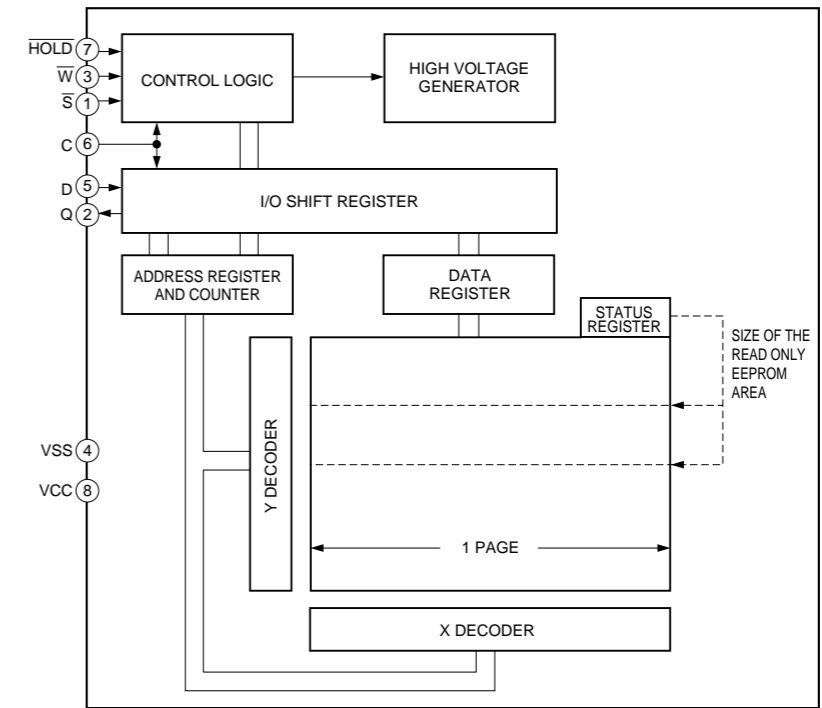 HOLD 7
W 3
S 1
C 6
D 5
Q 2
CONTROL LOGIC
HIGH VOLTAGE
GENERATOR
I/O SHIFT REGISTER
ADDRESS REGISTER
AND COUNTER
DATA
REGISTER
STATUS
REGISTER
SIZE OF THE
READ ONLY
EEPROM
AREA
VSS 4
VCC 8
Y DECODER
1 PAGE
X DECODER